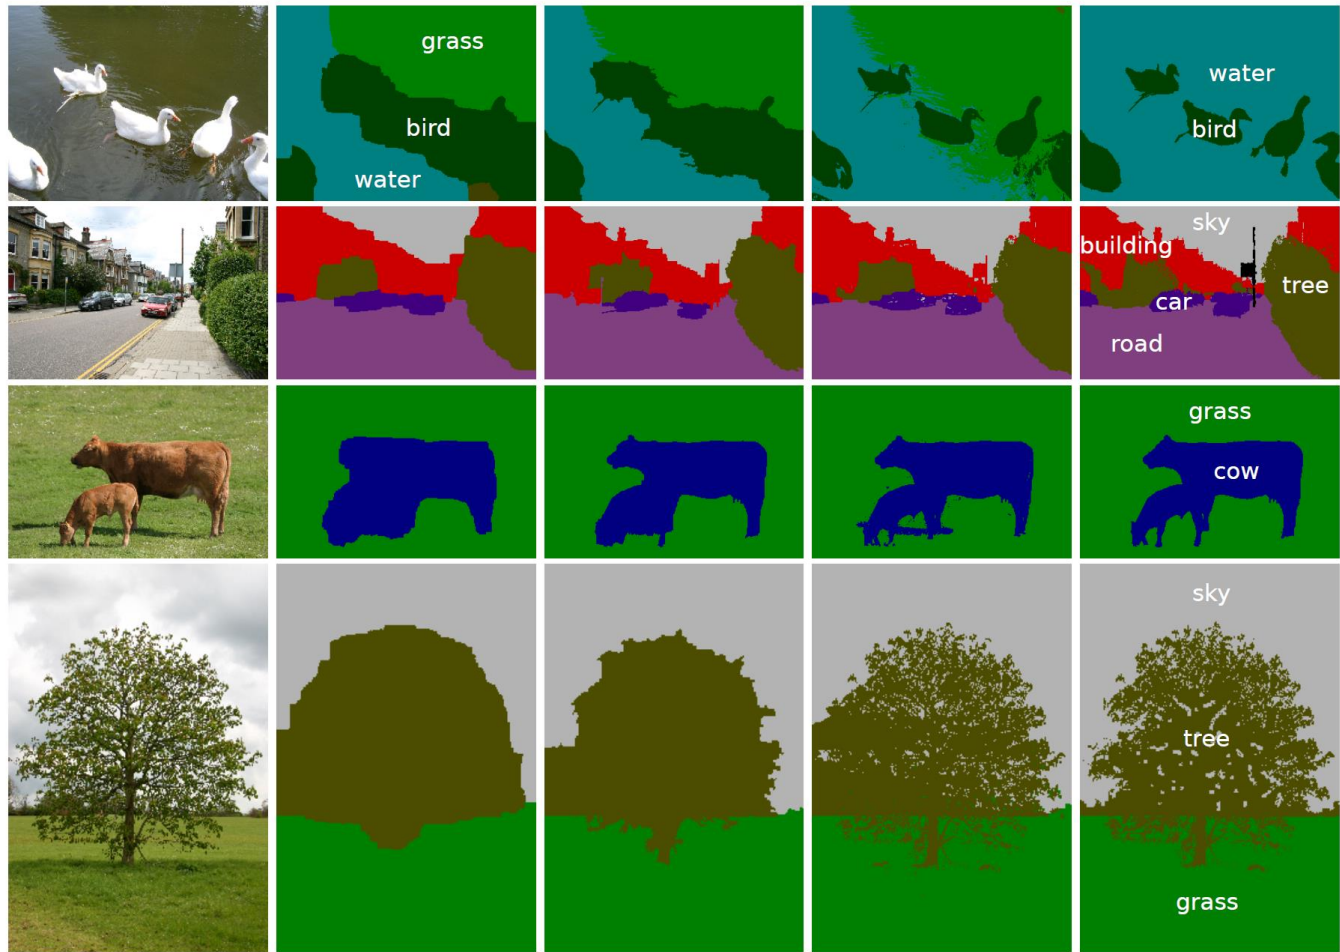 grass
bird
water
water
bird
sky
building
tree
car
road
grass
cow
sky
tree
grass